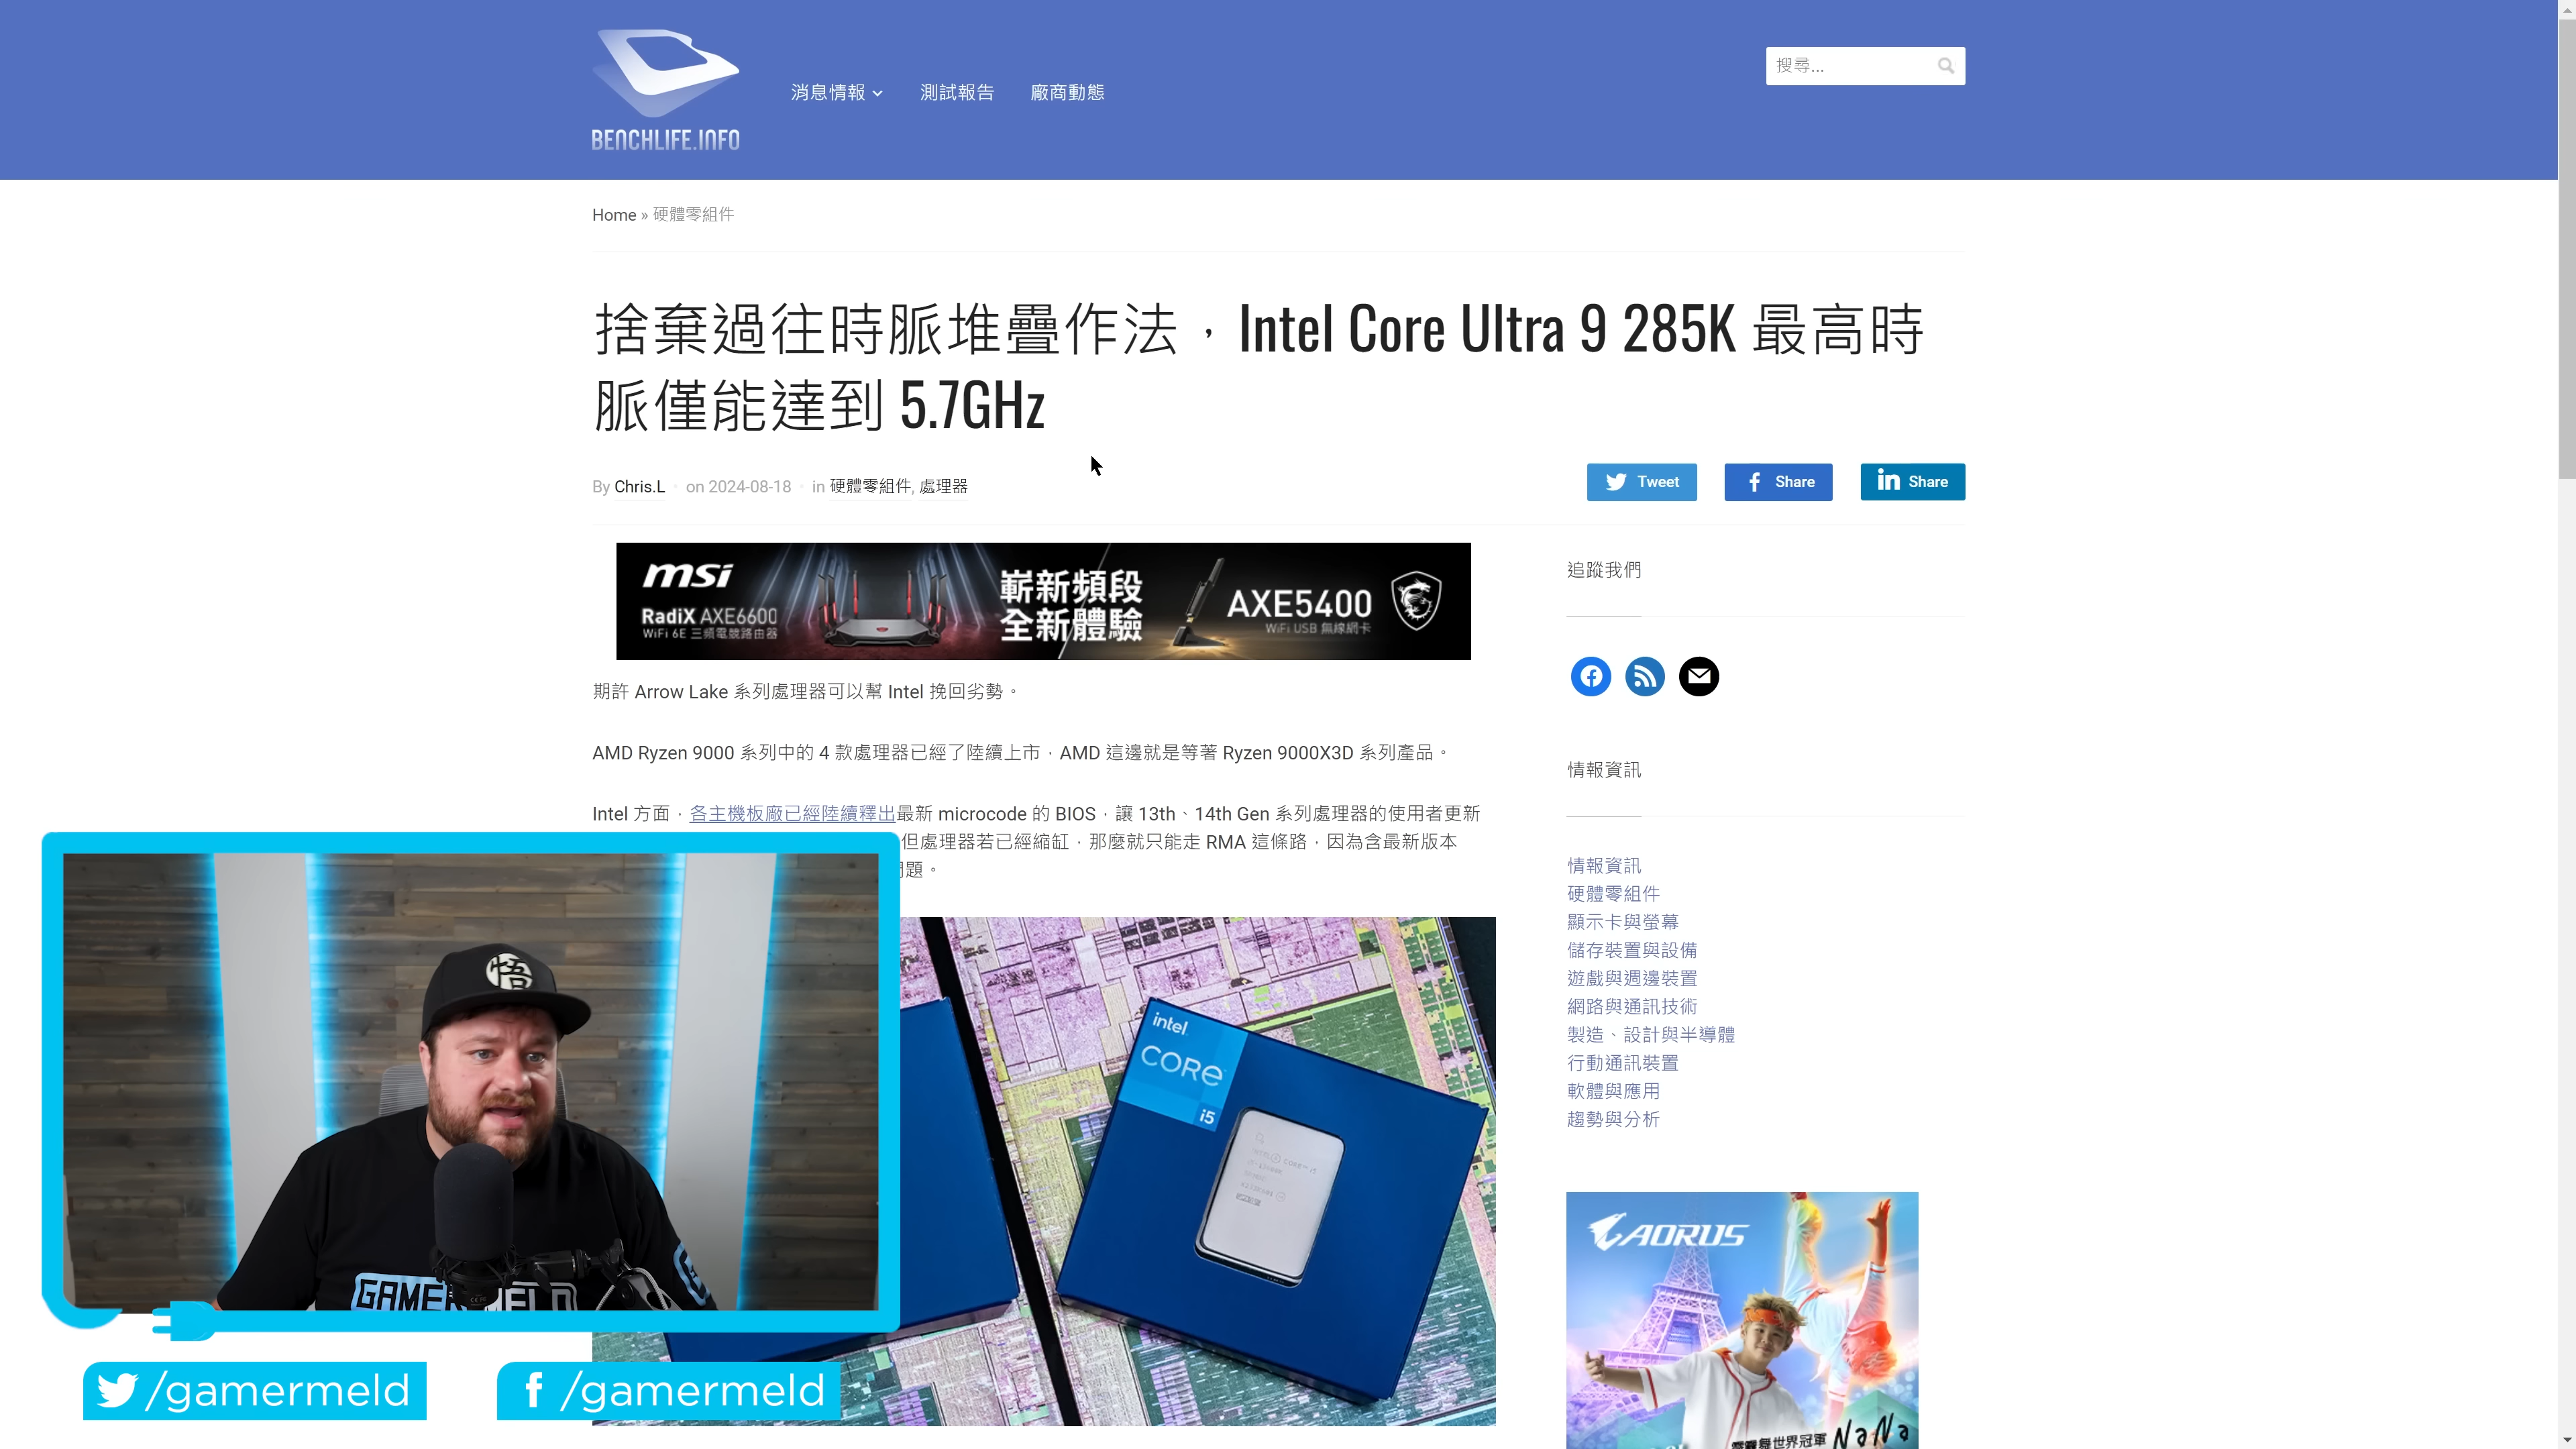 BENCHLIFE.INFO
消息情報
測試報告
廠商動態
搜尋...
Home » 硬體零組件
捨棄過往時脈堆疊作法，Intel Core Ultra 9 285K 最高時
脈僅能達到 5.7GHz
By Chris.L · on 2024-08-18 · in 硬體零組件, 處理器
Tweet
Share
Share
msi
RadiX AXE6600
WiFi 6E 三頻電競路由器
嶄新頻段
全新體驗
AXE5400
WiFi USB 無線網卡
期許 Arrow Lake 系列處理器可以幫 Intel 挽回劣勢。
AMD Ryzen 9000 系列中的 4 款處理器已經了陸續上市，AMD 這邊就是等著 Ryzen 9000X3D 系列產品。
Intel 方面，各主機板廠已經陸續釋出最新 microcode 的 BIOS，讓 13th、14th Gen 系列處理器的使用者更新
但處理器若已經縮缸，那麼就只能走 RMA 這條路，因為含最新版本
題。
追蹤我們
情報資訊
情報資訊
硬體零組件
顯示卡與螢幕
儲存裝置與設備
遊戲與週邊裝置
網路與通訊技術
製造、設計與半導體
行動通訊裝置
軟體與應用
趨勢與分析
intel
CORE
i5
悟
GAMERMELD
/gamermeld
/gamermeld
AORUS
霹靂舞世界冠軍 NaNa